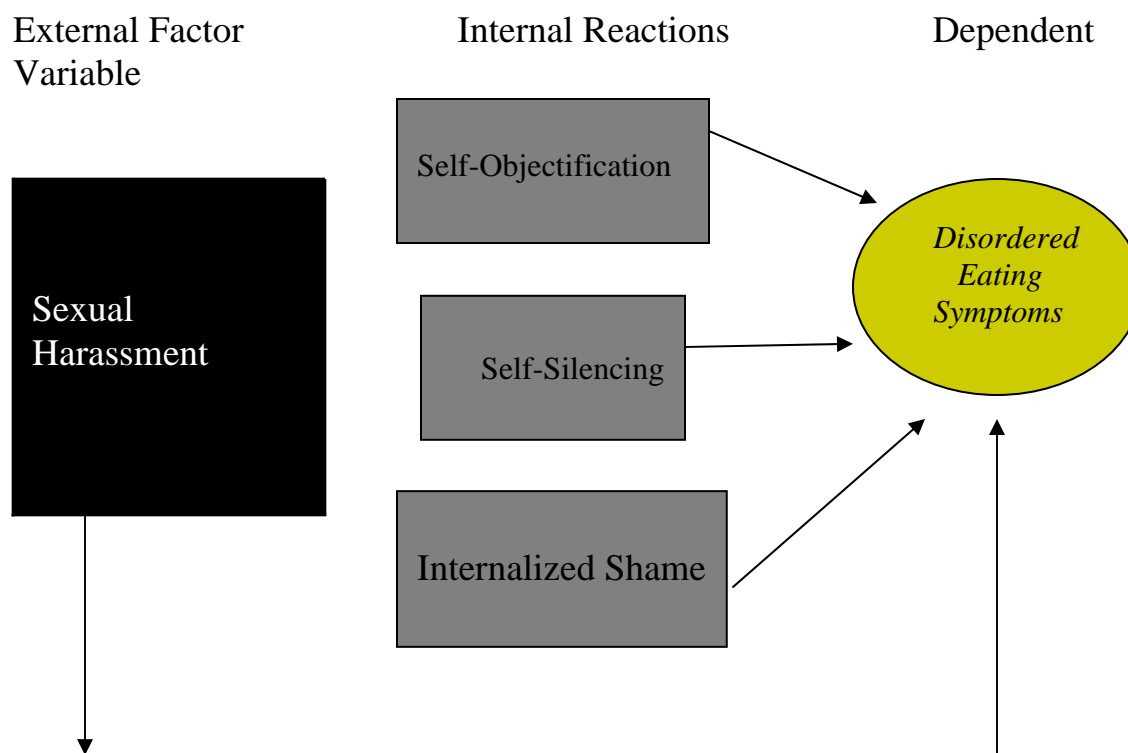 External Factor Internal Reactions Dependent
Variable
Self-Objectification
Sexual
Harassment
Self-Silencing
Internalized Shame
Disordered
Eating
Symptoms